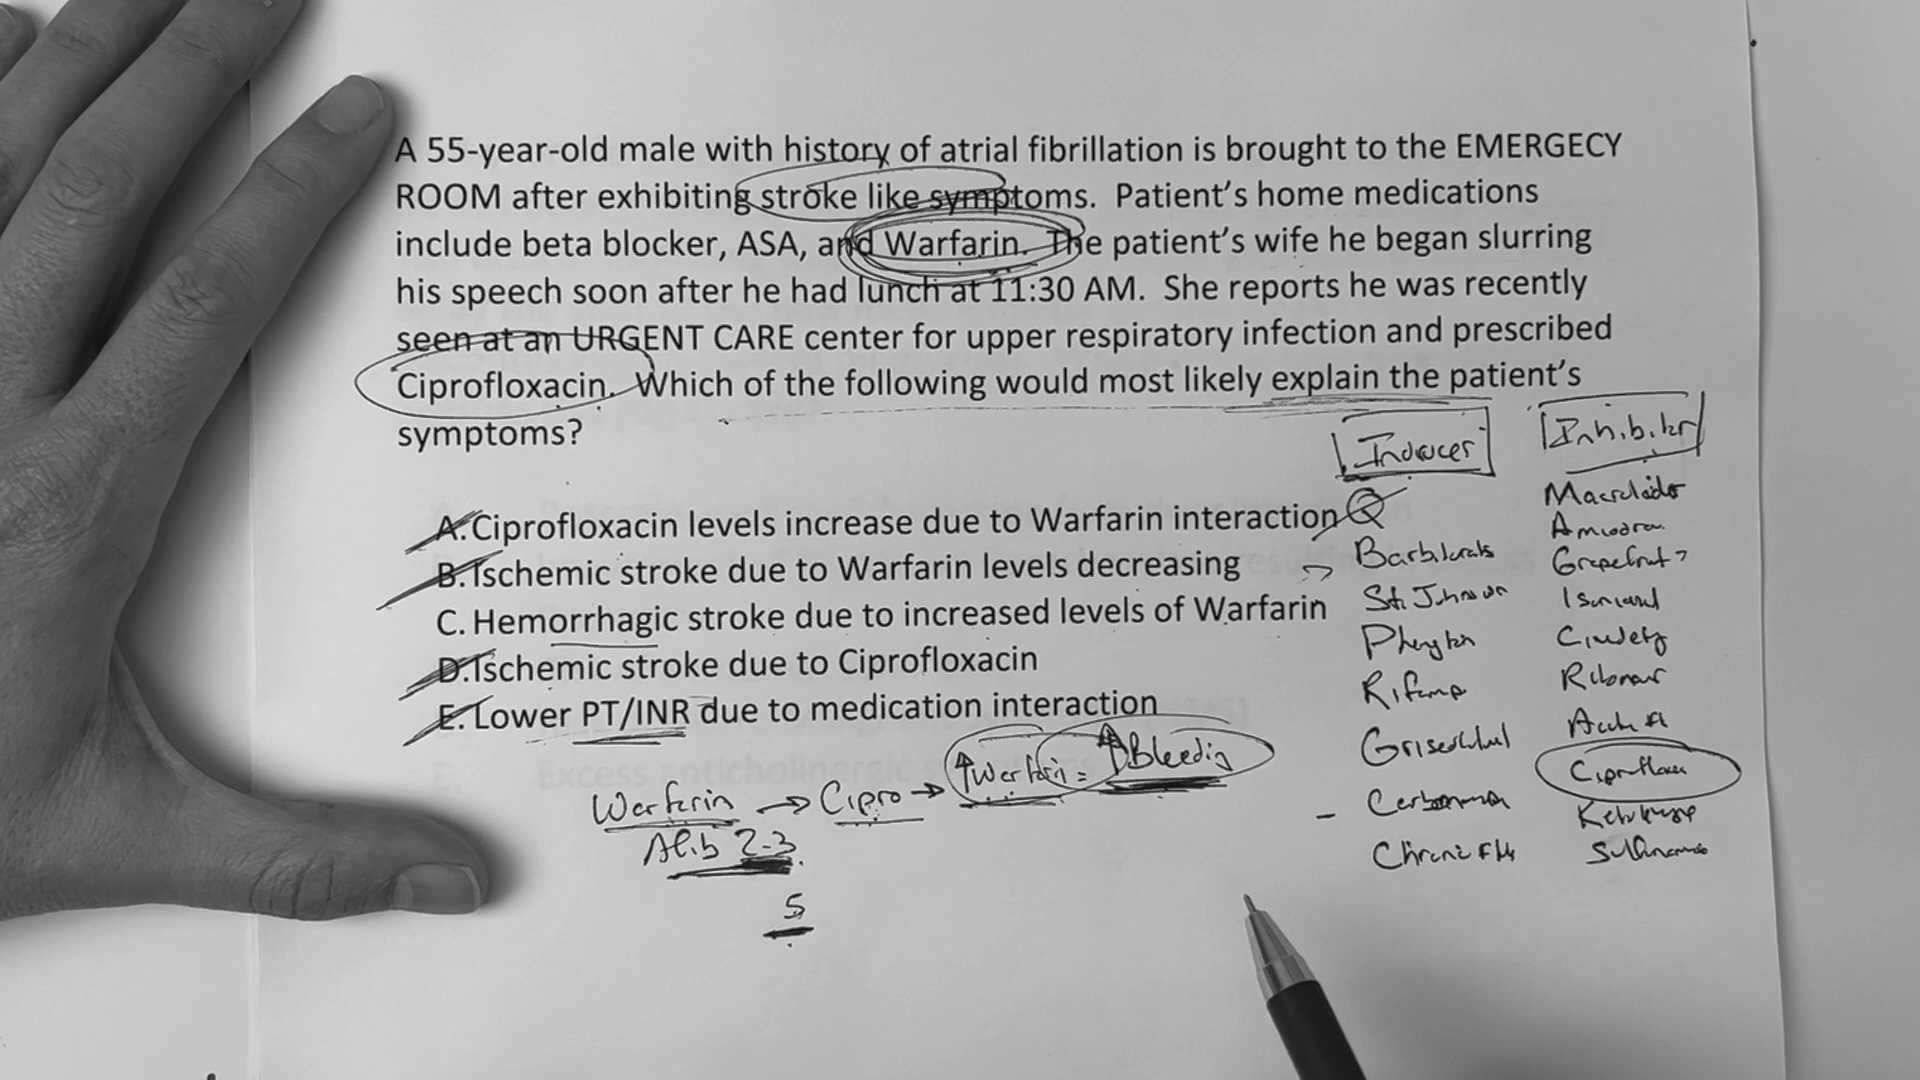 A 55-year-old male with history of atrial fibrillation is brought to the EMERGECY
ROOM after exhibiting stroke like symptoms. Patient's home medications
include beta blocker, ASA, and Warfarin. The patient's wife he began slurring
his speech soon after he had lunch at 11:30 AM. She reports he was recently
seen at an URGENT CARE center for upper respiratory infection and prescribed
Ciprofloxacin. Which of the following would most likely explain the patient's
symptoms?
A. Ciprofloxacin levels increase due to Warfarin interaction
B. Ischemic stroke due to Warfarin levels decreasing
C. Hemorrhagic stroke due to increased levels of Warfarin
D. Ischemic stroke due to Ciprofloxacin
E. Lower PT/INR due to medication interaction
Warfarin → Cipro → ↑Warfarin = ↑Bleeding
Afib 2-3
5
Inducer
St. John
Rifamp
Chronic
Inhibitor
Macrolides
Grapefruit